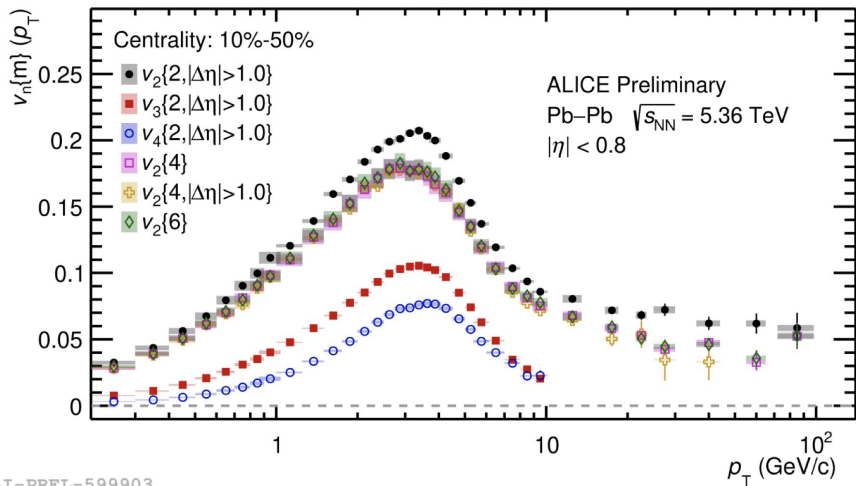 Centrality: 10%-50%
v₂{2,|Δη|>1.0}
v₃{2,|Δη|>1.0}
v₄{2,|Δη|>1.0}
v₂{4}
v₂{4,|Δη|>1.0}
v₂{6}
ALICE Preliminary
Pb–Pb √sNN = 5.36 TeV
|η| < 0.8
vn{m} (pT)
0.25
0.2
0.15
0.1
0.05
0
1
10
10²
pT (GeV/c)